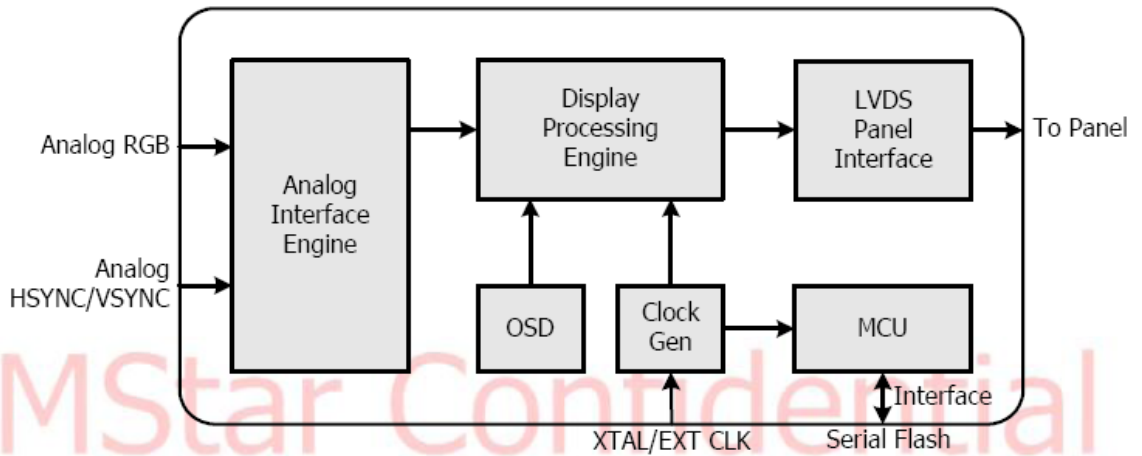 Display
Processing
Engine
LVDS
Panel
Interface
To Panel
Analog RGB
Analog
Interface
Engine
Analog
HSYNC/VSYNC
OSD
Clock
Gen
MCU
Interface
XTAL/EXT CLK
Serial Flash
MStar Confidential